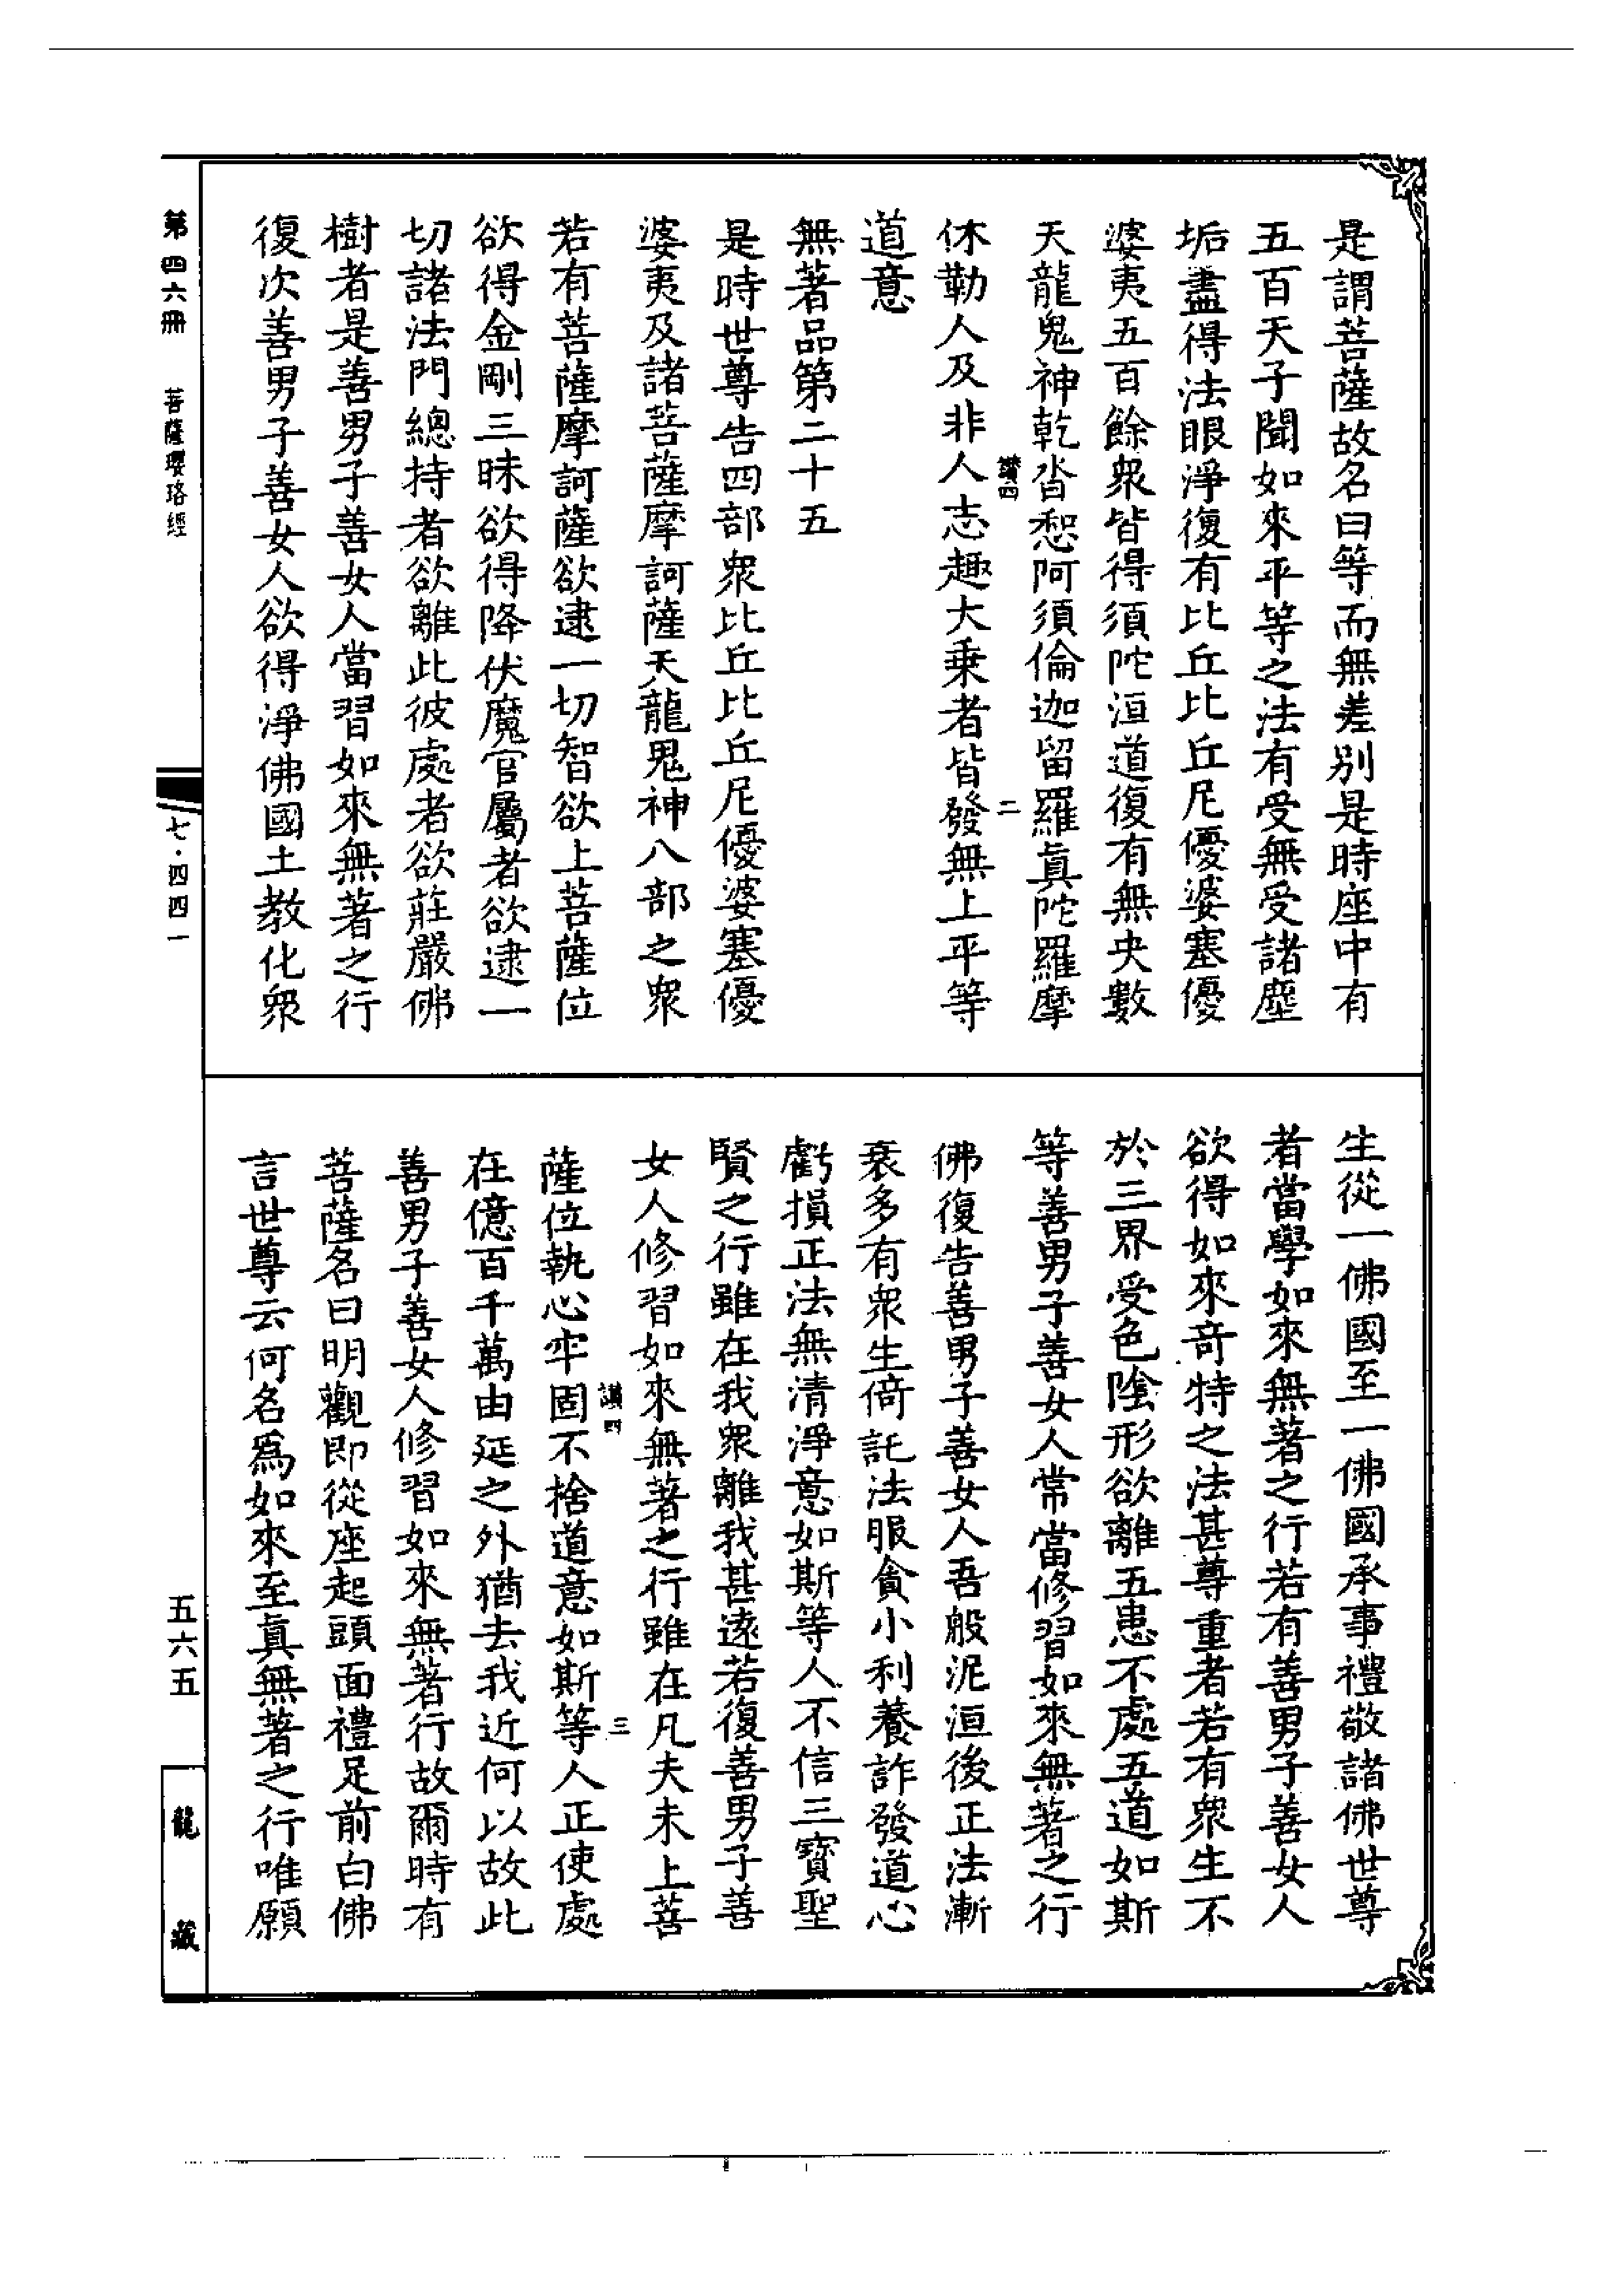 是謂菩薩故名曰等而無差別是時座中有
五百天子聞如來平等之法有受無受諸塵
垢盡得法眼淨復有比丘比丘尼優婆塞優
婆夷五百餘衆皆得須陀洹道復有無央數
天龍鬼神乾沓惒阿須倫迦留羅真陀羅摩
讚四 二
休勒人及非人志趣大乗者皆發無上平等
道意
無著品第二十五
是時世尊告四部衆比丘比丘尼優婆塞優
婆夷及諸菩薩摩訶薩天龍鬼神八部之衆
若有菩薩摩訶薩欲逮一切智欲上菩薩位
欲得金剛三昧欲得降伏魔官屬者欲逮一
切諸法門總持者欲離此彼處者欲莊嚴佛
樹者是善男子善女人當習如來無著之行
復次善男子善女人欲得淨佛國土教化衆
生從一佛國至一佛國承事禮敬諸佛世尊
者當學如來無著之行若有善男子善女人
欲得如來奇特之法甚尊重者若有衆生不
於三界受色陰形欲離五患不處五道如斯
等善男子善女人常當修習如來無著之行
佛復告善男子善女人吾般泥洹後正法漸
衰多有衆生倚託法服貪小利養詐發道心
虧損正法無清淨意如斯等人不信三寶聖
賢之行雖在我衆離我甚遠若復善男子善
女人修習如來無著之行雖在凡夫未上菩
讚四 三
薩位執心牢固不捨道意如斯等人正使處
在億百千萬由延之外猶去我近何以故此
善男子善女人修習如來無著行故爾時有
菩薩名曰明觀即從座起頭面禮足前白佛
言世尊云何名爲如來至真無著之行唯願
第四六冊 菩薩瓔珞經
七·四四一
五六五
龍藏